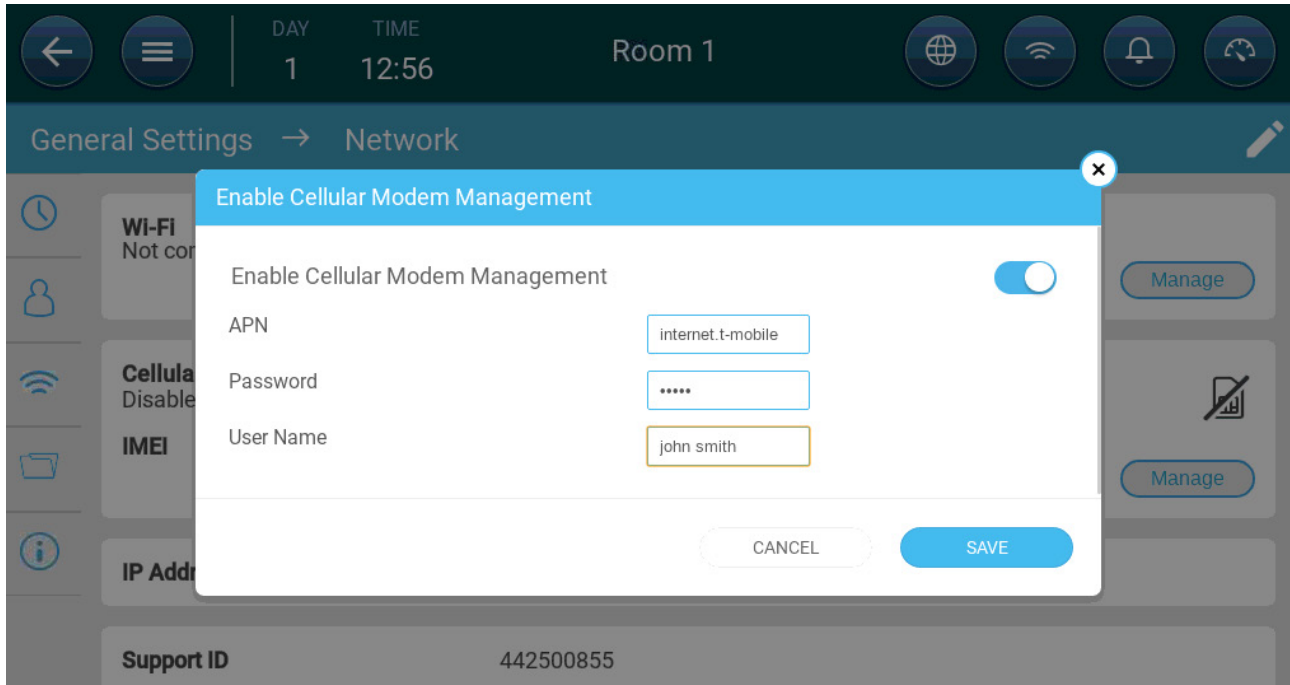 DAY TIME
1 12:56 Room 1
General Settings → Network
Enable Cellular Modem Management
Wi-Fi
Not cor
Enable Cellular Modem Management
Manage
APN internet.t-mobile
Cellula
Password •••••
Disable
User Name john smith
IMEI
Manage
CANCEL SAVE
IP Addr
Support ID 442500855